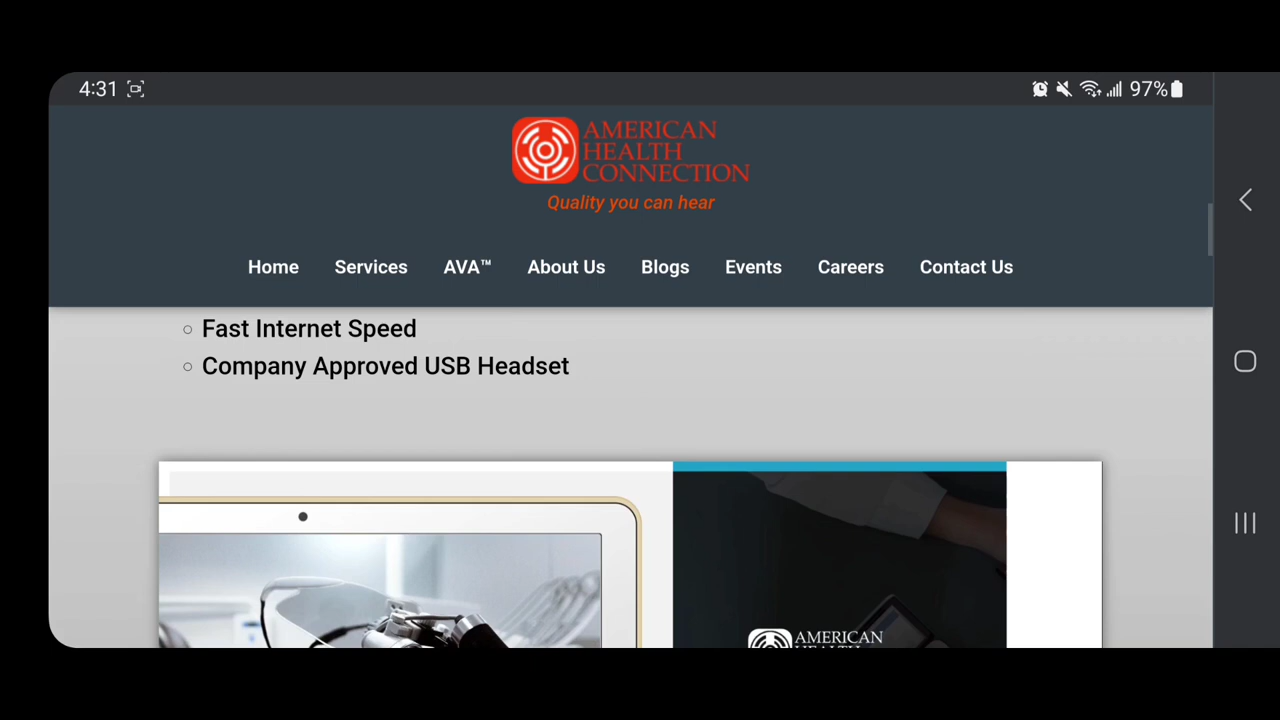 4:31
97%
AMERICAN
HEALTH
CONNECTION
Quality you can hear
Home Services AVA™ About Us Blogs Events Careers Contact Us
Fast Internet Speed
Company Approved USB Headset
AMERICAN
HEALTH